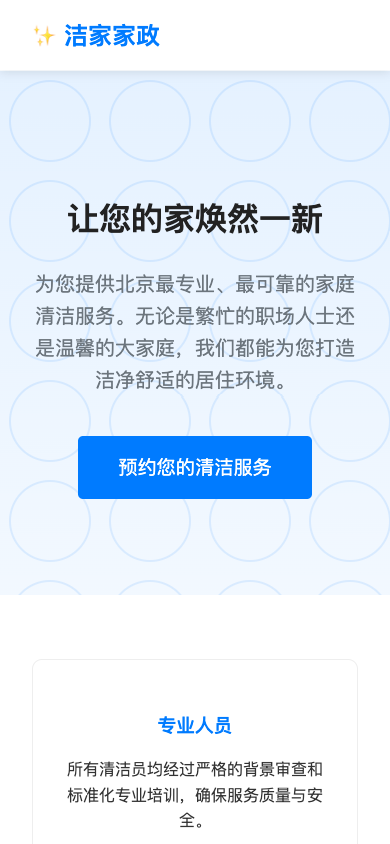 ✨ 洁家家政
让您的家焕然一新
为您提供北京最专业、最可靠的家庭
清洁服务。无论是繁忙的职场人士还
是温馨的大家庭，我们都能为您打造
洁净舒适的居住环境。
预约您的清洁服务
专业人员
所有清洁员均经过严格的背景审查和
标准化专业培训，确保服务质量与安
全。